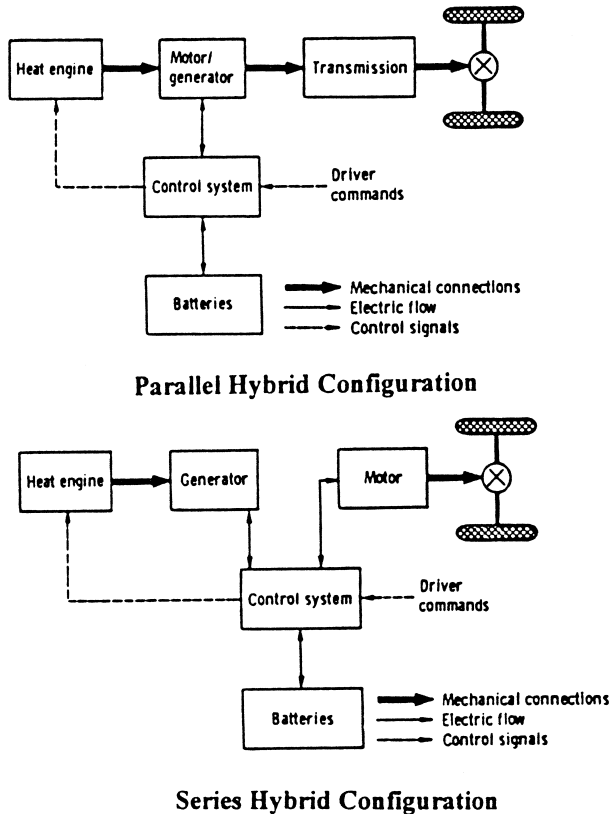 Heat engine
Motor/
generator
Transmission
Control system
Driver
commands
Batteries
Mechanical connections
Electric flow
Control signals
Parallel Hybrid Configuration
Heat engine
Generator
Motor
Control system
Driver
commands
Batteries
Mechanical connections
Electric flow
Control signals
Series Hybrid Configuration